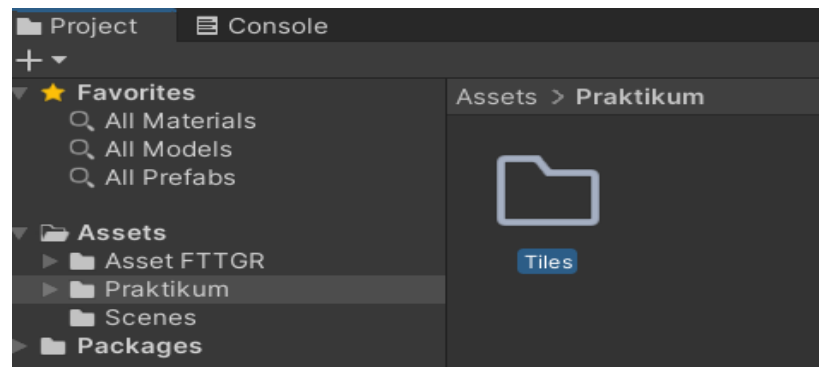 Project
Console
Favorites
All Materials
All Models
All Prefabs
Assets
Asset FTTGR
Praktikum
Scenes
Packages
Assets > Praktikum
Tiles